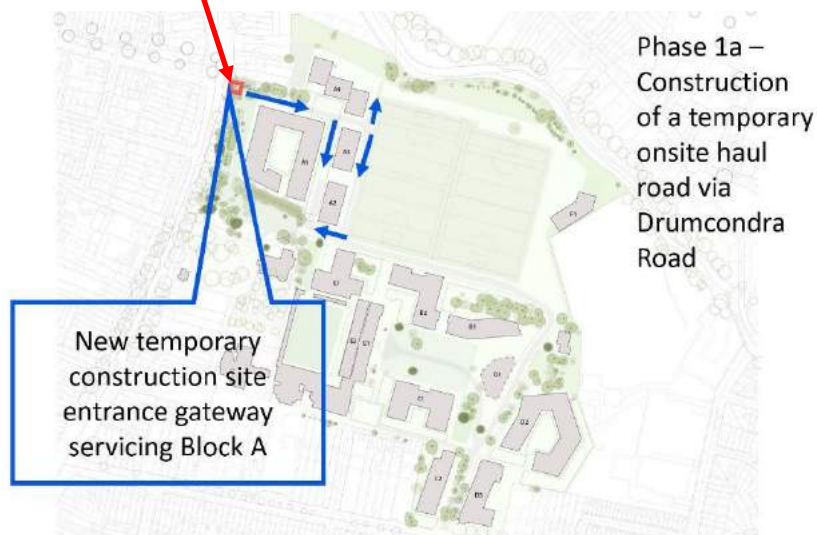 Phase 1a –
Construction
of a temporary
onsite haul
road via
Drumcondra
Road
New temporary
construction site
entrance gateway
servicing Block A